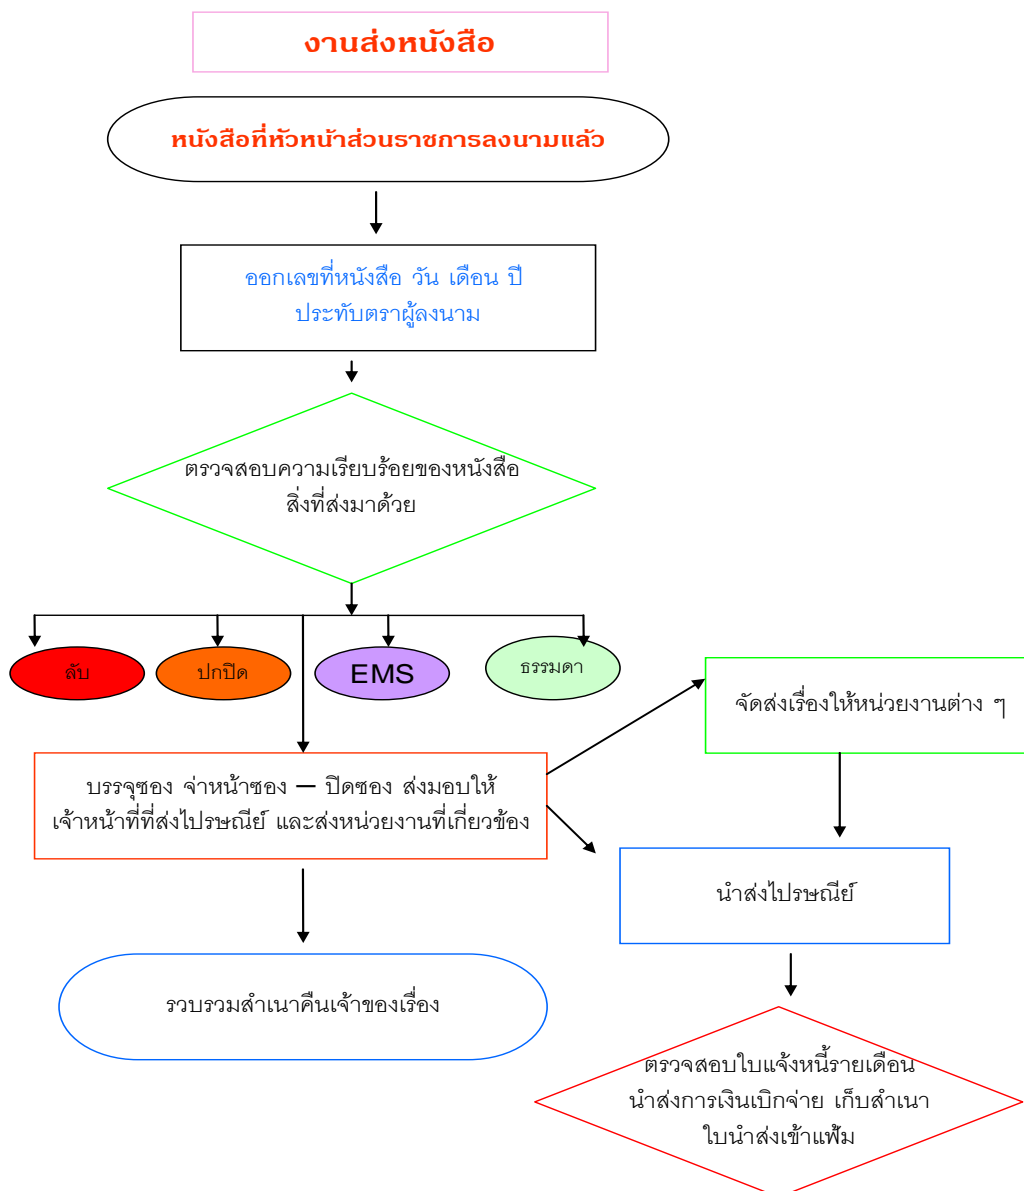 งานส่งหนังสือ
หนังสือที่หัวหน้าส่วนราชการลงนามแล้ว
ออกเลขที่หนังสือ วัน เดือน ปี
ประทับตราผู้ลงนาม
ตรวจสอบความเรียบร้อยของหนังสือ
สิ่งที่ส่งมาด้วย
ลับ
ปกปิด
EMS
ธรรมดา
จัดส่งเรื่องให้หน่วยงานต่าง ๆ
บรรจุซอง จ่าหน้าซอง – ปิดซอง ส่งมอบให้
เจ้าหน้าที่ที่ส่งไปรษณีย์ และส่งหน่วยงานที่เกี่ยวข้อง
นำส่งไปรษณีย์
รวบรวมสำเนาคืนเจ้าของเรื่อง
ตรวจสอบใบแจ้งหนี้รายเดือน
นำส่งการเงินเบิกจ่าย เก็บสำเนา
ใบนำส่งเข้าแฟ้ม